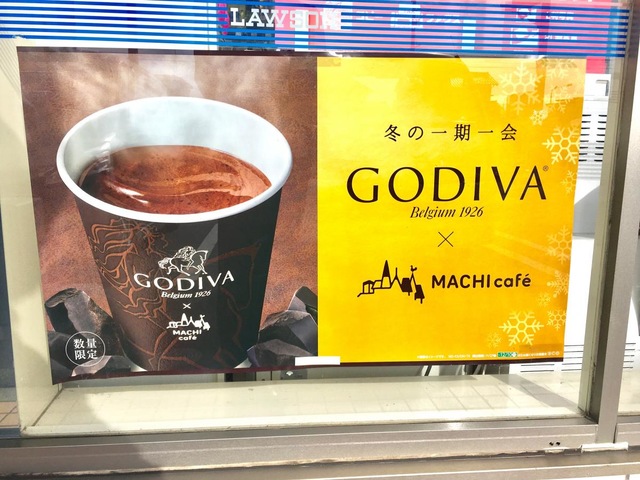 LAWSON
冬の一期一会
GODIVA®
Belgium 1926
×
MACHI café
GODIVA
Belgium 1926
×
MACHI
café
数量
限定